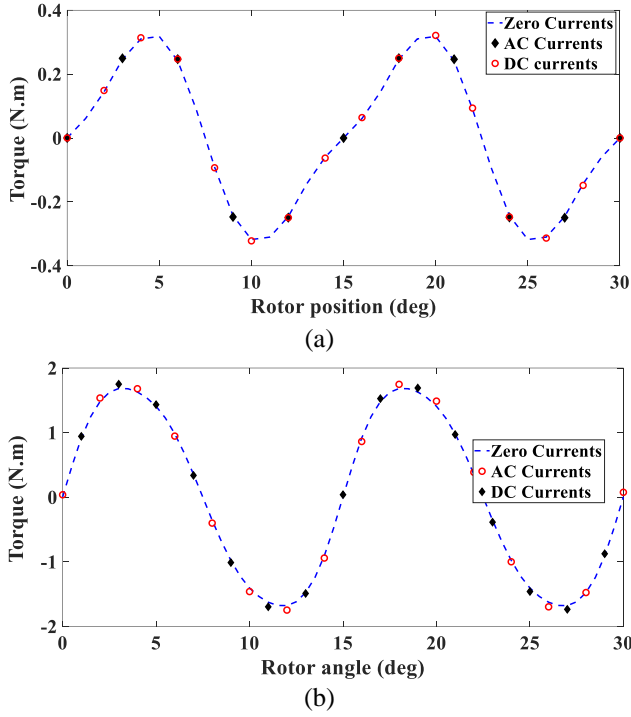 0.4
0.2
0
-0.2
-0.4
Torque (N.m)
Zero Currents
AC Currents
DC currents
0 5 10 15 20 25 30
Rotor position (deg)
(a)
2
1
0
-1
-2
Torque (N.m)
Zero Currents
AC Currents
DC Currents
0 5 10 15 20 25 30
Rotor angle (deg)
(b)